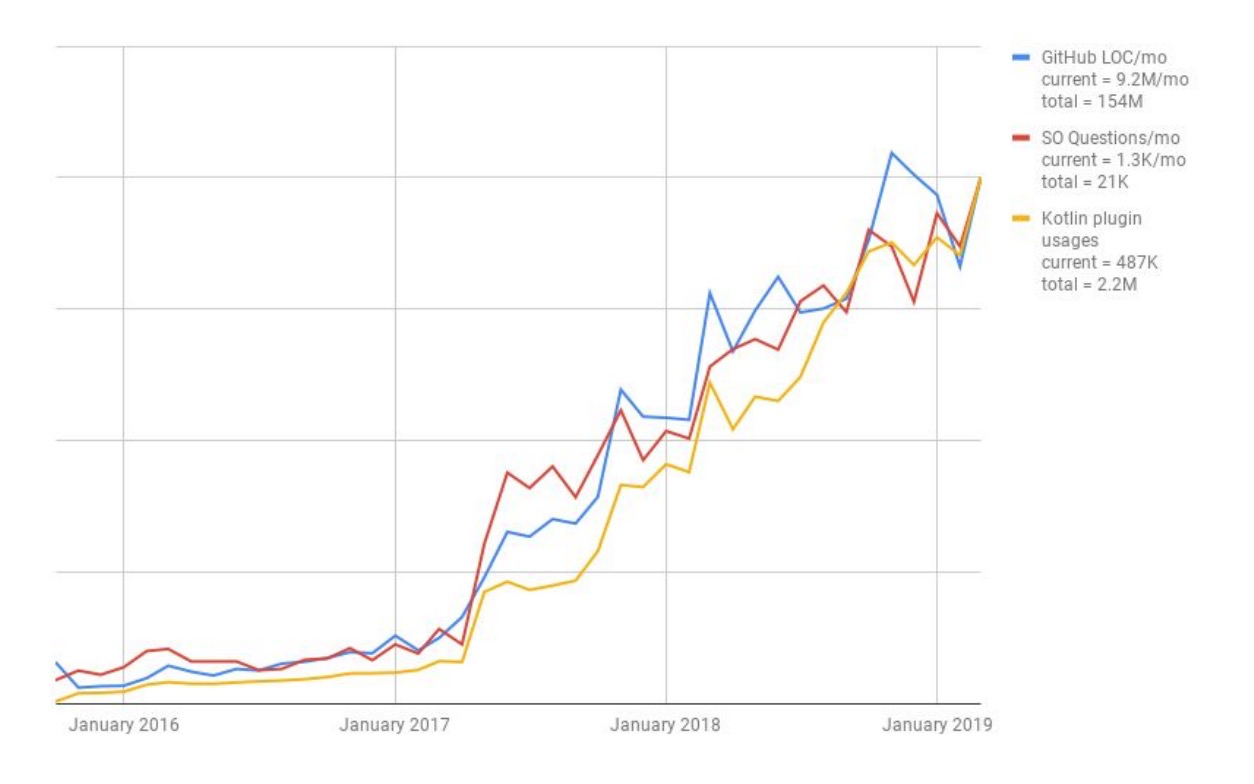 GitHub LOC/mo
current = 9.2M/mo
total = 154M
SO Questions/mo
current = 1.3K/mo
total = 21K
Kotlin plugin
usages
current = 487K
total = 2.2M
January 2016
January 2017
January 2018
January 2019